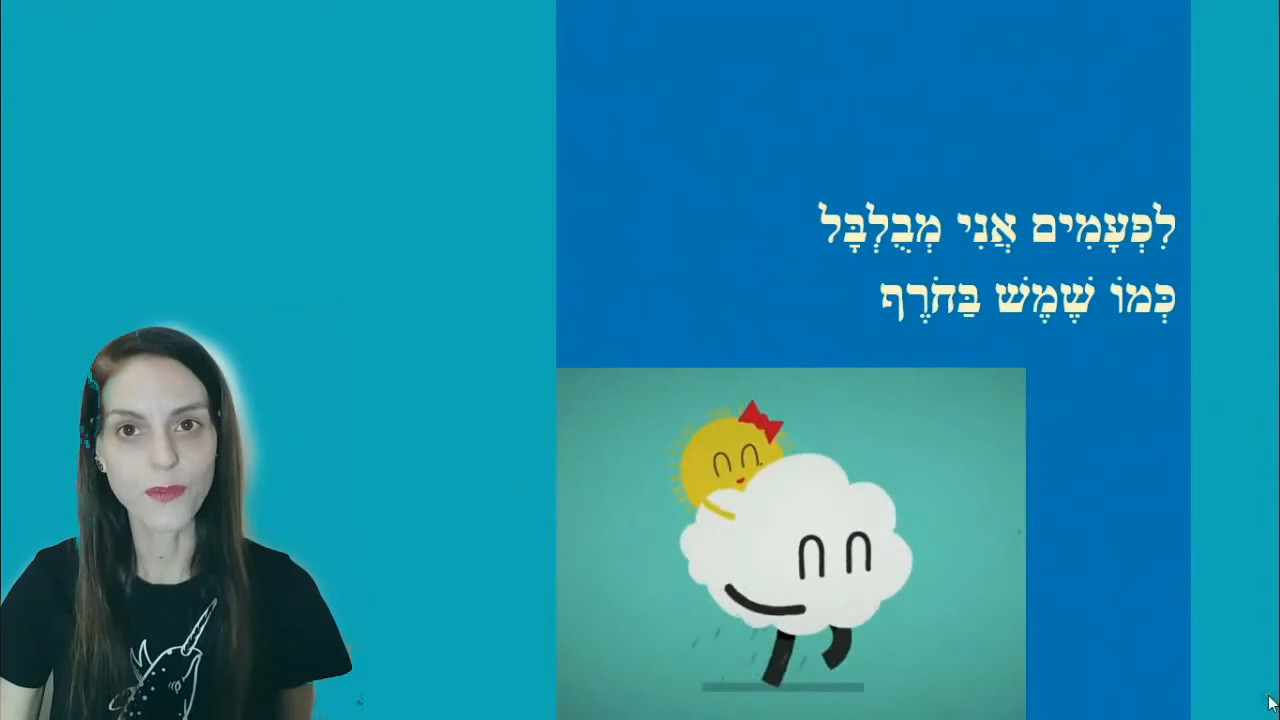 לִפְּעָמִים אֲנִי מְבֻלְבָּל
כְּמוֹ שֶׁמֶשׁ בַּחֹרֶף